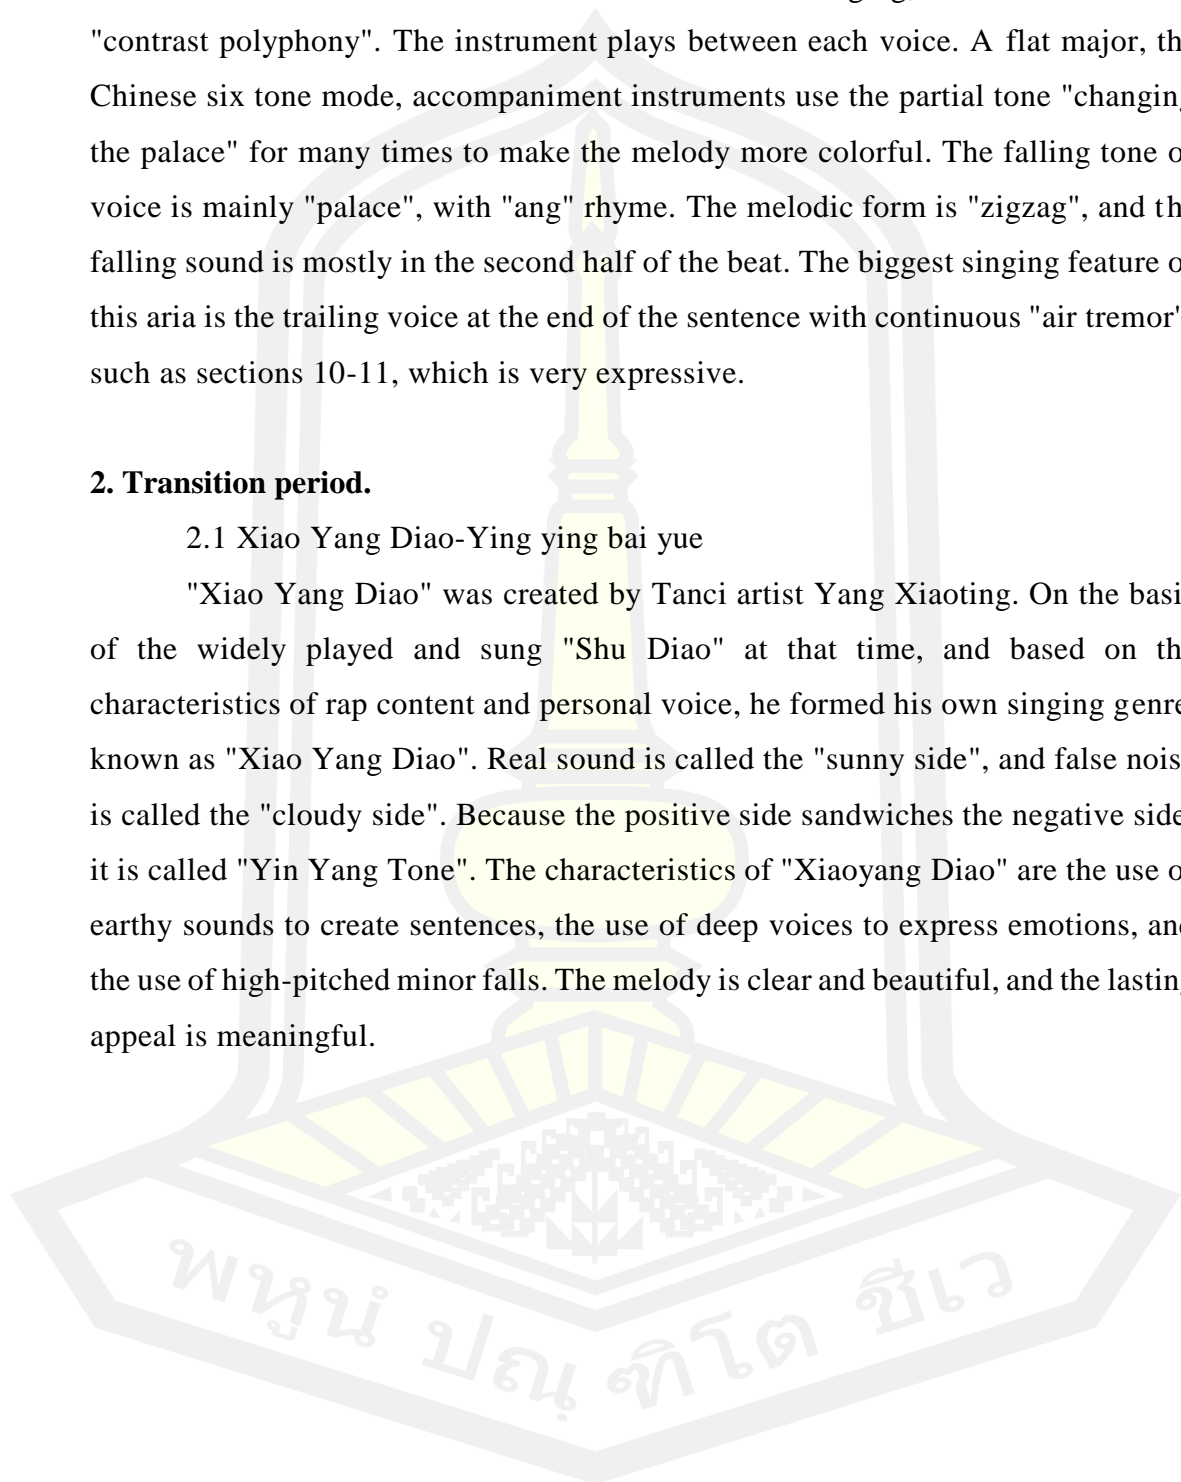 "contrast polyphony". The instrument plays between each voice. A flat major, th
Chinese six tone mode, accompaniment instruments use the partial tone "changing
the palace" for many times to make the melody more colorful. The falling tone o
voice is mainly "palace", with "ang" rhyme. The melodic form is "zigzag", and th
falling sound is mostly in the second half of the beat. The biggest singing feature o
this aria is the trailing voice at the end of the sentence with continuous "air tremor"
such as sections 10-11, which is very expressive.
2. Transition period.
2.1 Xiao Yang Diao-Ying ying bai yue
"Xiao Yang Diao" was created by Tanci artist Yang Xiaoting. On the basi
of the widely played and sung "Shu Diao" at that time, and based on th
characteristics of rap content and personal voice, he formed his own singing genre
known as "Xiao Yang Diao". Real sound is called the "sunny side", and false nois
is called the "cloudy side". Because the positive side sandwiches the negative side
it is called "Yin Yang Tone". The characteristics of "Xiaoyang Diao" are the use o
earthy sounds to create sentences, the use of deep voices to express emotions, and
the use of high-pitched minor falls. The melody is clear and beautiful, and the lasting
appeal is meaningful.
พหูนํ ปณฺฑิโต ชีเว